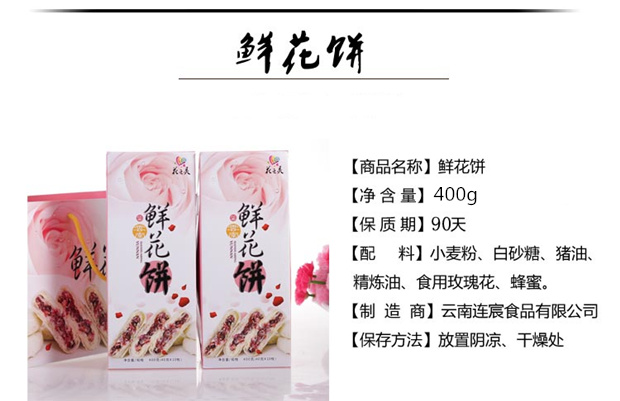 鲜花饼
【商品名称】鲜花饼
【净 含 量】400g
【保 质 期】90天
【配    料】小麦粉、白砂糖、猪油、
精炼油、食用玫瑰花、蜂蜜。
【制 造 商】云南连宸食品有限公司
【保存方法】放置阴凉、干燥处
鲜花
鲜花饼
鲜花饼